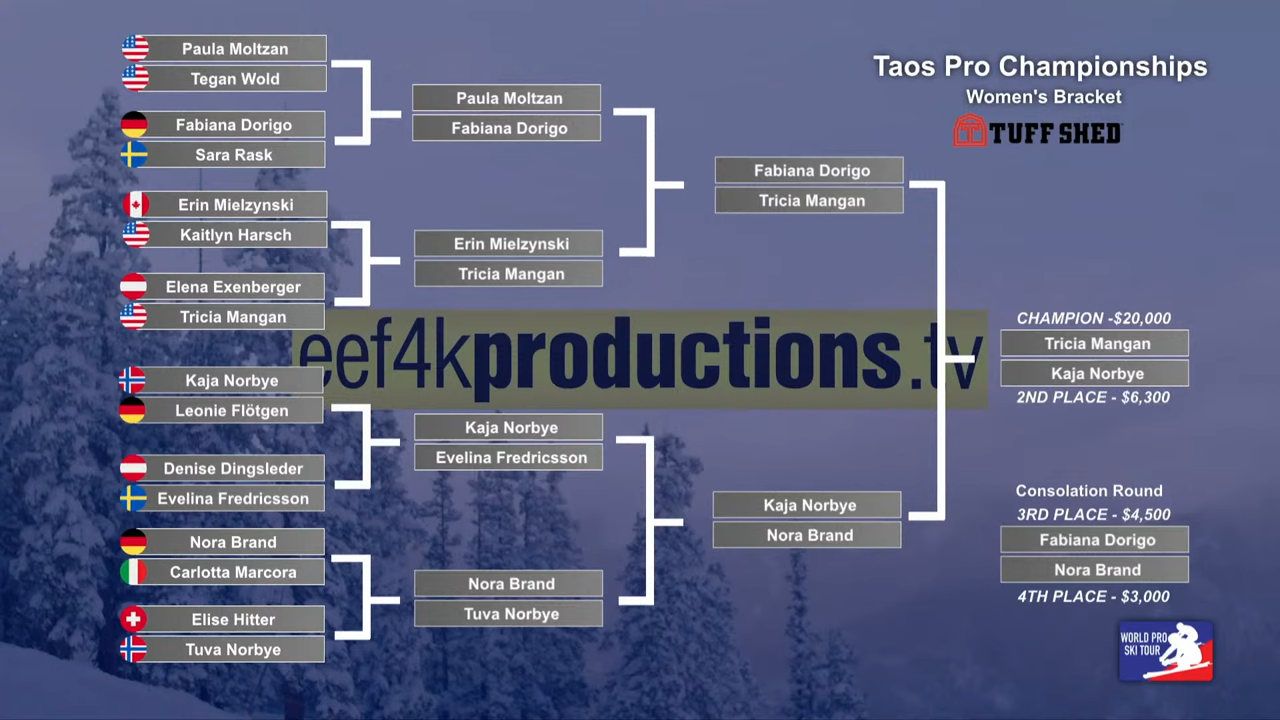 Taos Pro Championships
Women's Bracket
TUFF SHED
Paula Moltzan
Tegan Wold
Fabiana Dorigo
Sara Rask
Erin Mielzynski
Kaitlyn Harsch
Elena Exenberger
Tricia Mangan
Kaja Norbye
Leonie Flötgen
Denise Dingsleder
Evelina Fredricsson
Nora Brand
Carlotta Marcora
Elise Hitter
Tuva Norbye
Paula Moltzan
Fabiana Dorigo
Erin Mielzynski
Tricia Mangan
Kaja Norbye
Evelina Fredricsson
Nora Brand
Tuva Norbye
Fabiana Dorigo
Tricia Mangan
Kaja Norbye
Nora Brand
CHAMPION -$20,000
Tricia Mangan
Kaja Norbye
2ND PLACE - $6,300
Consolation Round
3RD PLACE - $4,500
Fabiana Dorigo
Nora Brand
4TH PLACE - $3,000
eef4kproductions.tv
WORLD PRO
SKI TOUR